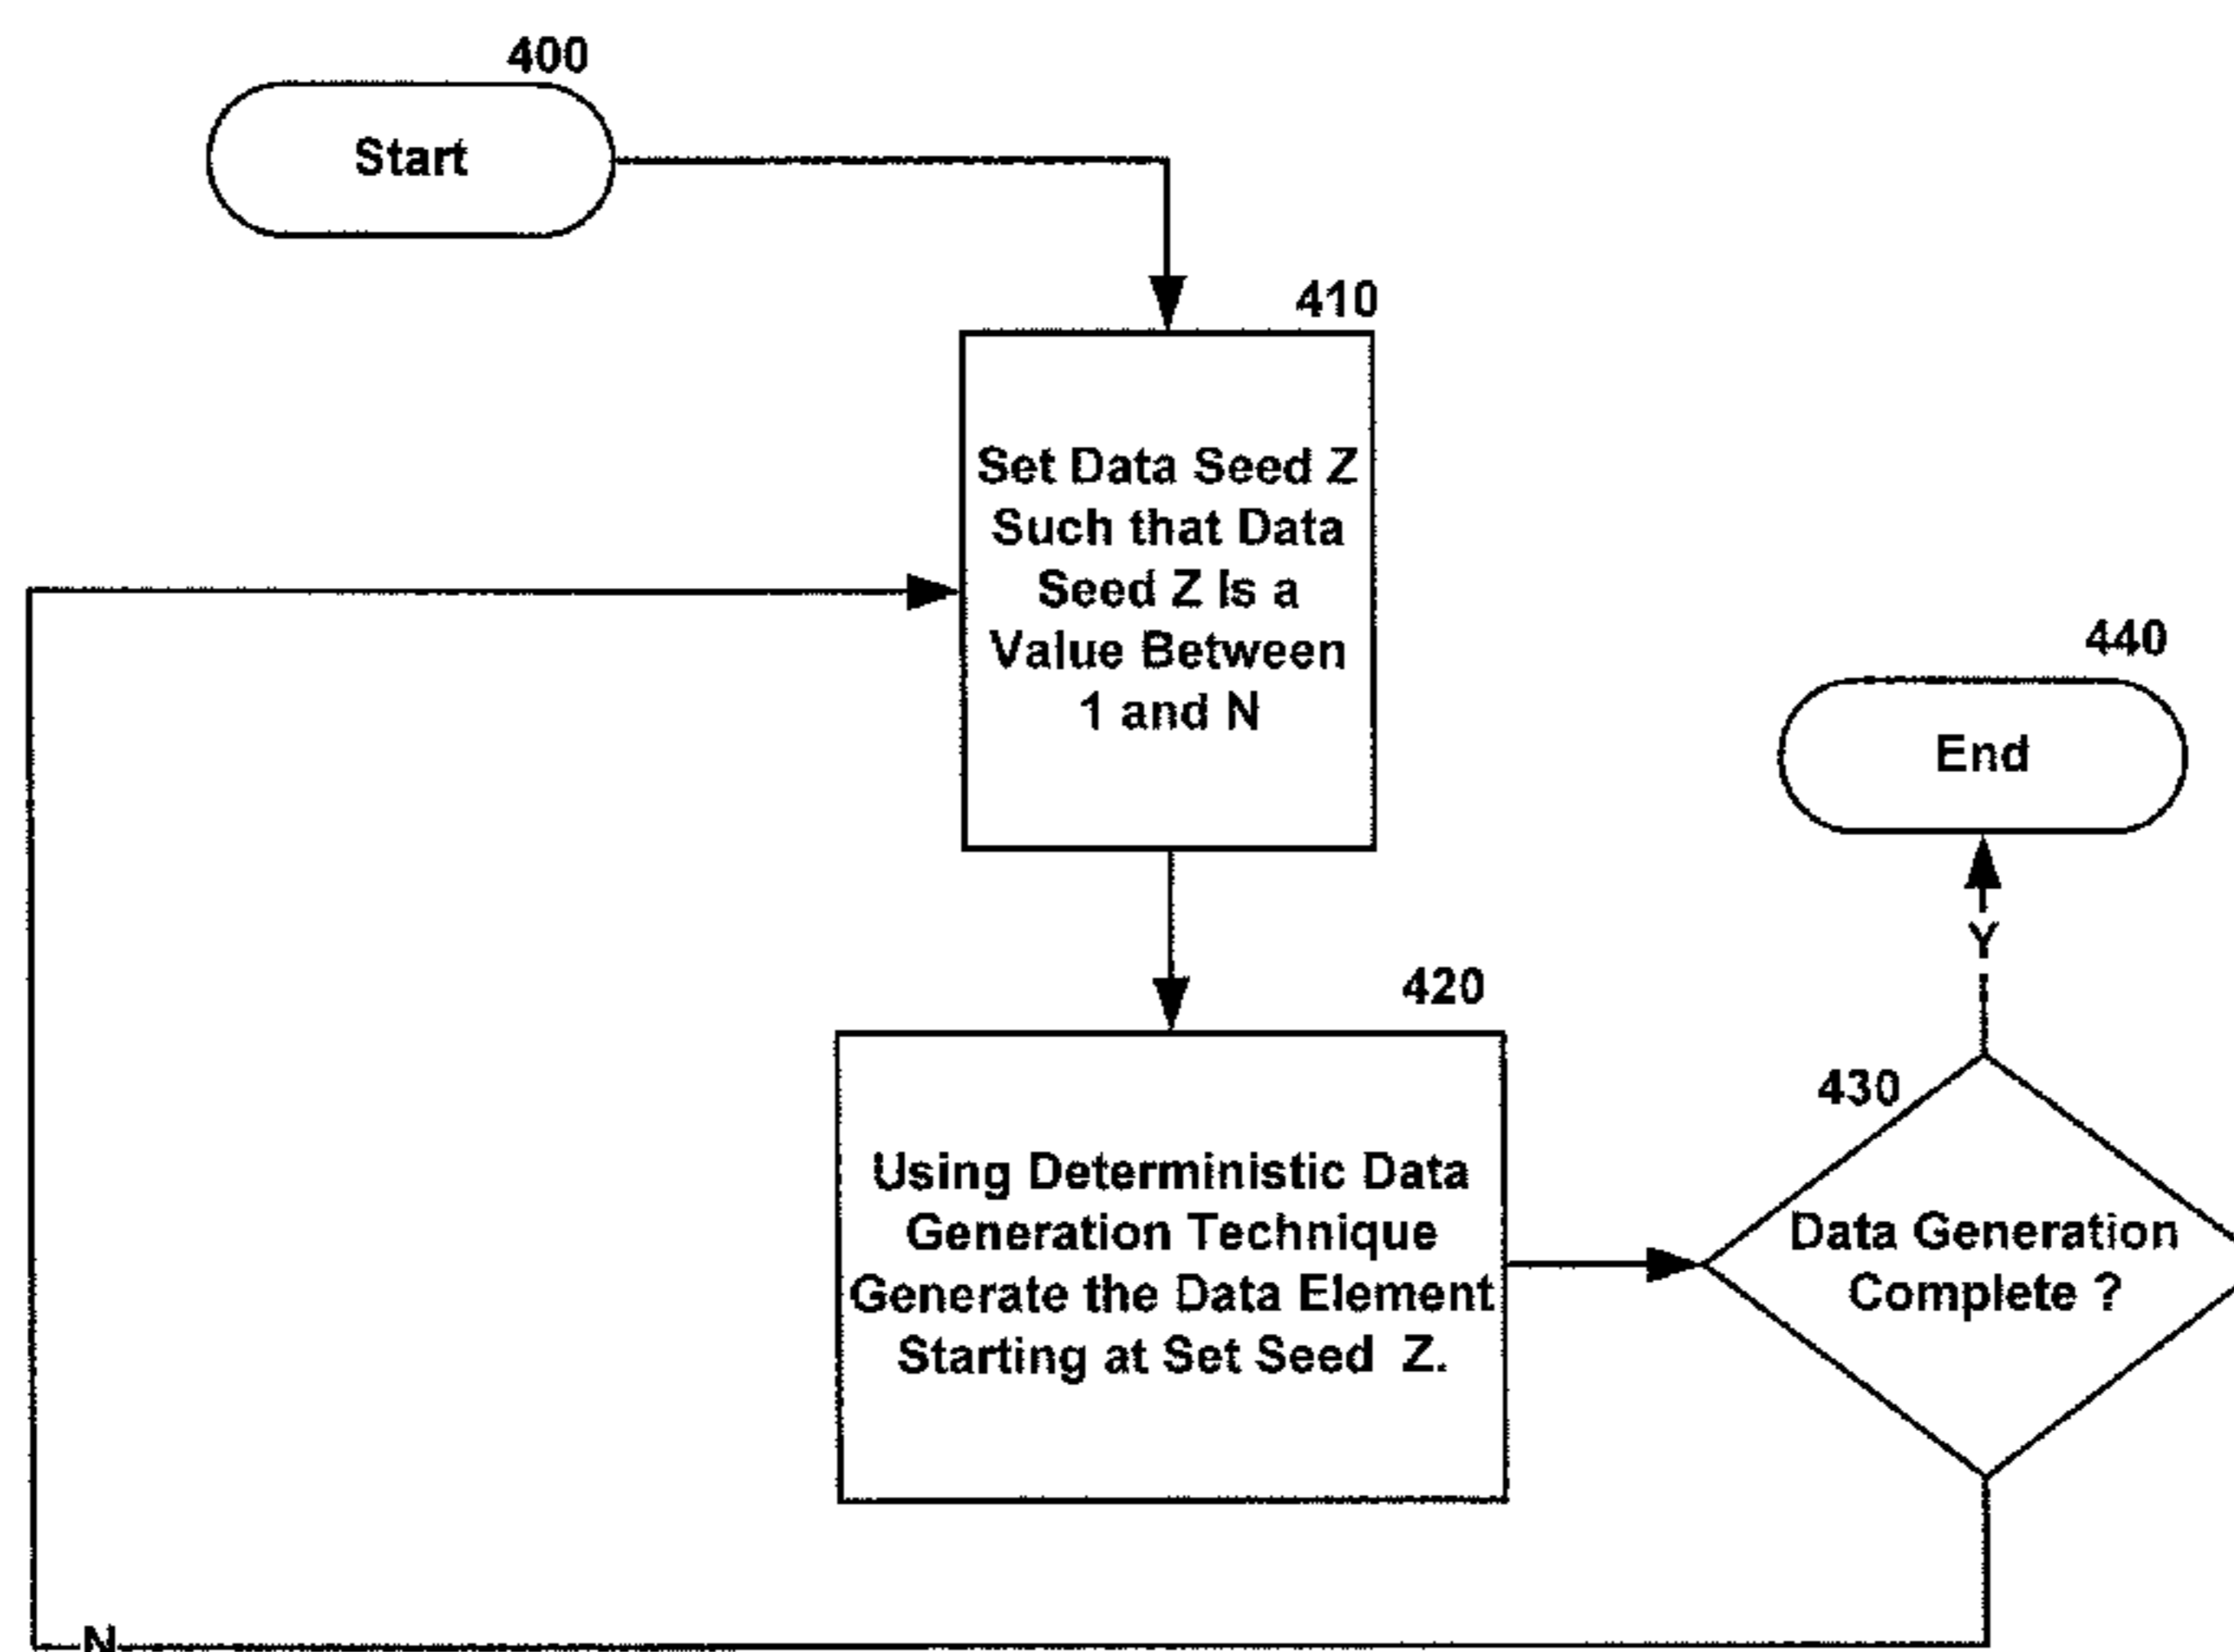 400
Start
410
Set Data Seed Z
Such that Data
Seed Z Is a
Value Between
1 and N
440
End
Y
420
430
Using Deterministic Data
Generation Technique
Generate the Data Element
Starting at Set Seed Z.
Data Generation
Complete ?
N